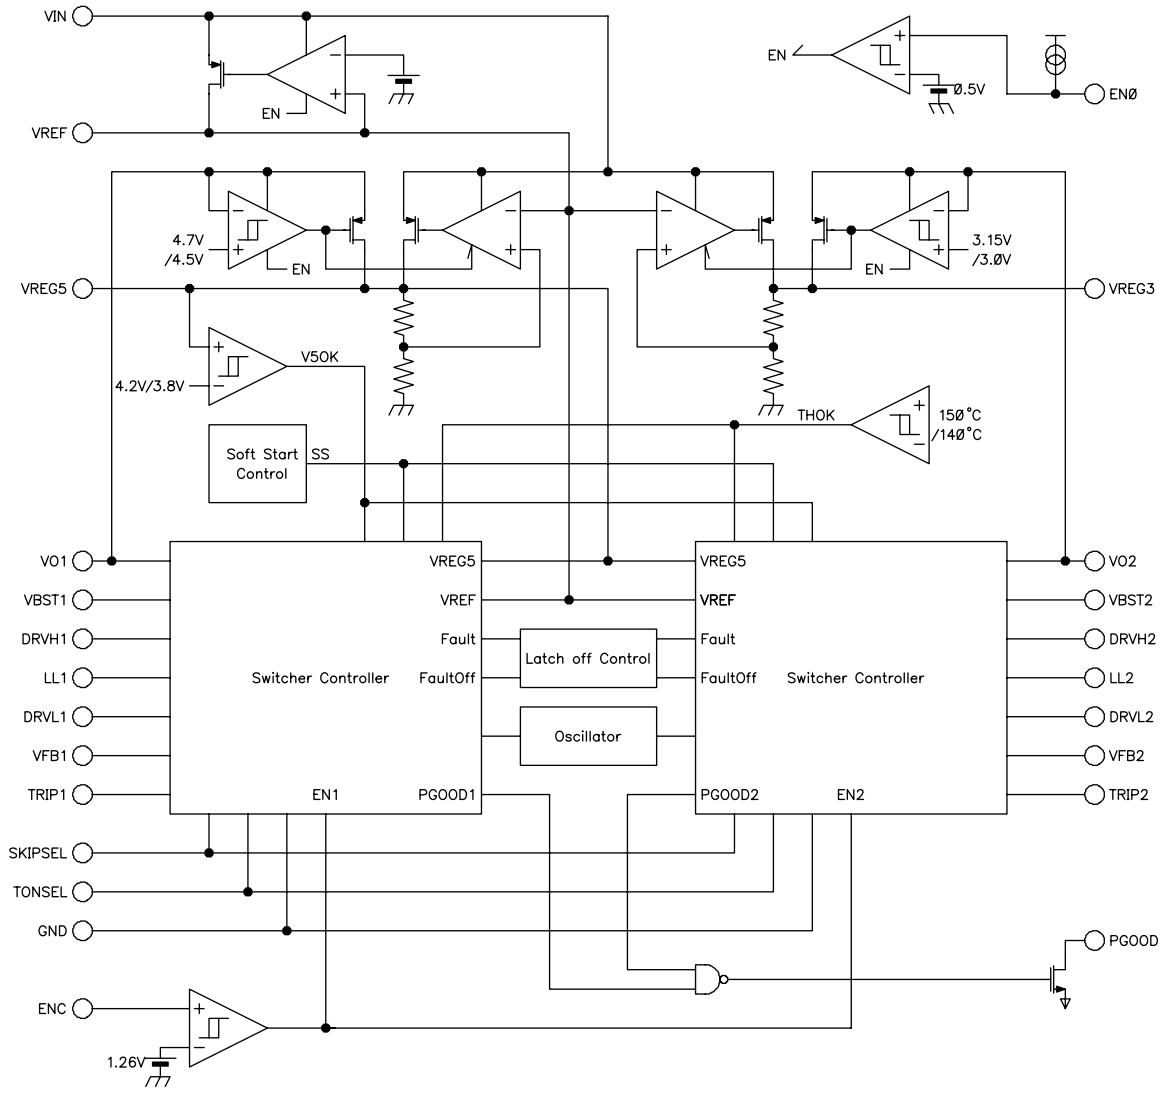 VIN
EN
0.5V
EN0
EN
VREF
4.7V
/4.5V
EN
3.15V
/3.0V
EN
VREG5
VREG3
V5OK
4.2V/3.8V
THOK
150°C
/140°C
Soft Start
Control
SS
VO1
VREG5
VREG5
VO2
VBST1
VREF
VREF
VBST2
DRVH1
Fault
Fault
DRVH2
Latch off Control
LL1
Switcher Controller
FaultOff
FaultOff
Switcher Controller
LL2
DRVL1
DRVL2
Oscillator
VFB1
VFB2
TRIP1
EN1
PGOOD1
PGOOD2
EN2
TRIP2
SKIPSEL
TONSEL
GND
PGOOD
ENC
1.26V